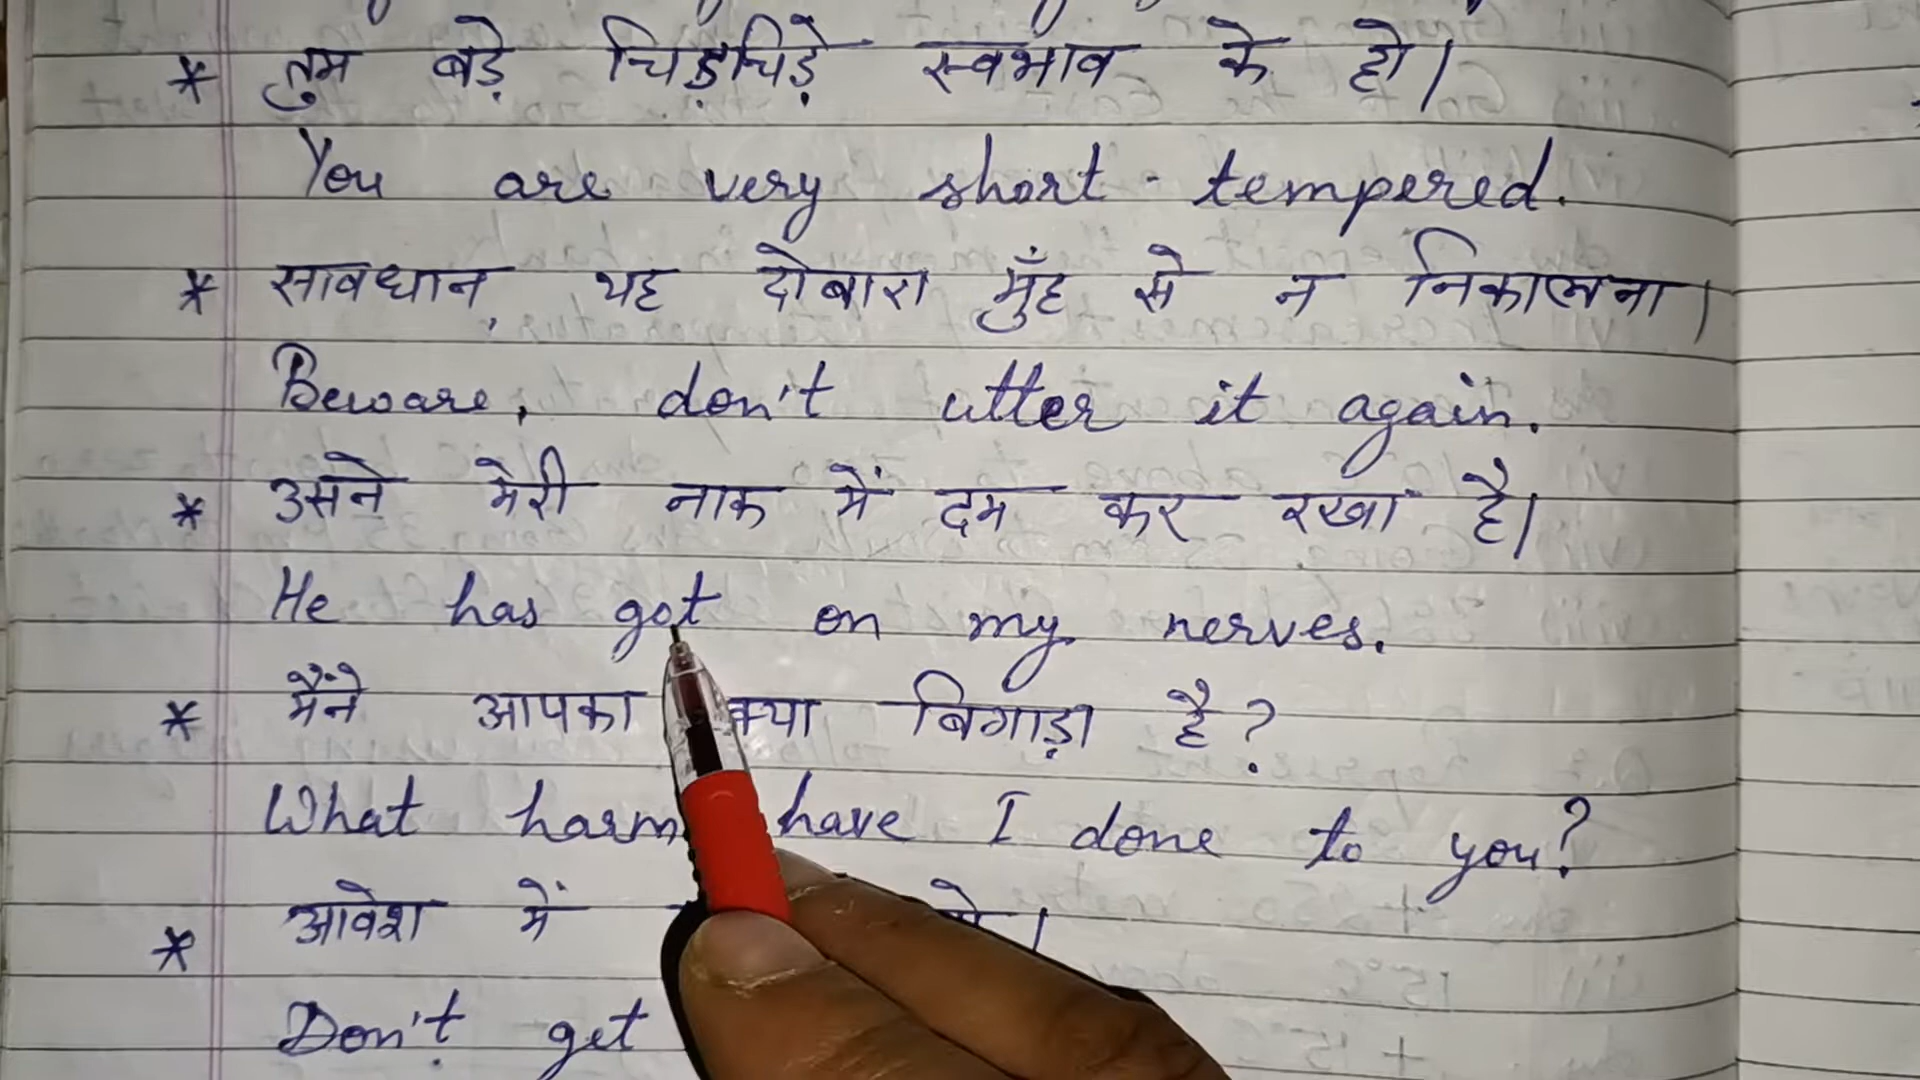 * तुम बड़े चिड़चिड़े स्वभाव के हो।
You are very short-tempered.
* सावधान, यह दोबारा मुँह से न निकालना।
Beware, don't utter it again.
* उसने मेरी नाक में दम कर रखा है।
He has got on my nerves.
* मैंने आपका क्या बिगाड़ा है?
What harm have I done to you?
* आवेश में
Don't get